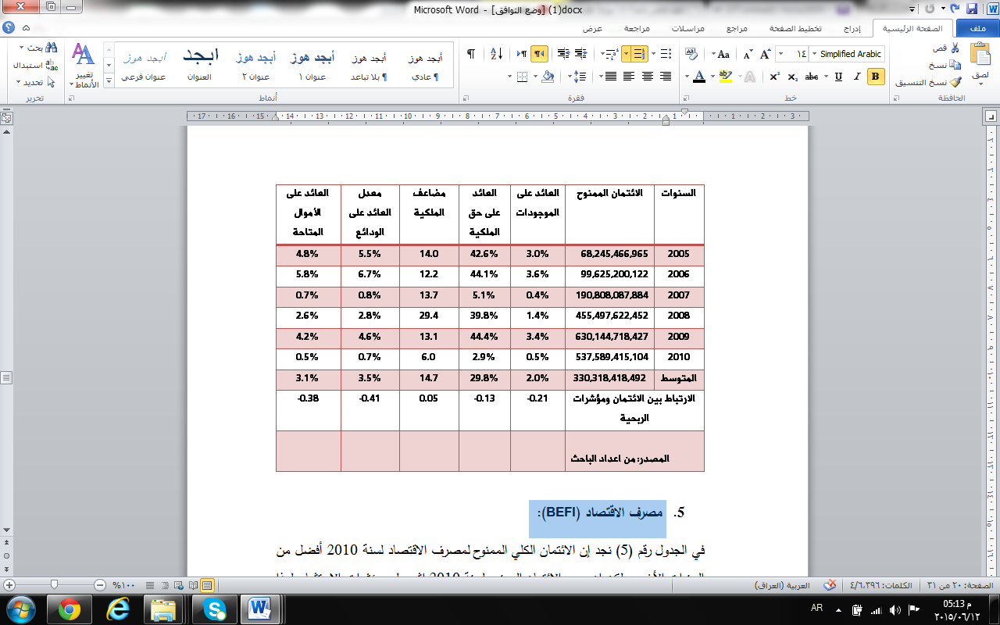 Microsoft Word - [وضع التوافق] (1)docx
ملف
الصفحة الرئيسية
إدراج
تخطيط الصفحة
مراجع
مراسلات
مراجعة
عرض
لصق
قص
نسخ
نسخ التنسيق
الحافظة
Simplified Arabic
١٤
خط
فقرة
أبجد هوز
¶ عادي
أبجد هوز
¶ بلا تباعد
أبجد هوز
عنوان ١
أبجد هوز
عنوان ٢
ابجد
العنوان
أبجد هوز
عنوان فرعي
تغيير الأنماط
أنماط
بحث
استبدال
تحديد
تحرير
السنوات الائتمان الممنوح العائد على الموجودات العائد على حق الملكية مضاعف الملكية معدل العائد على الودائع العائد على الأموال المتاحة
2005 68,245,466,965 3.0% 42.6% 14.0 5.5% 4.8%
2006 99,625,200,122 3.6% 44.1% 12.2 6.7% 5.8%
2007 190,808,087,884 0.4% 5.1% 13.7 0.8% 0.7%
2008 455,497,622,452 1.4% 39.8% 29.4 2.8% 2.6%
2009 630,144,718,427 3.4% 44.4% 13.1 4.6% 4.2%
2010 537,589,415,104 0.5% 2.9% 6.0 0.7% 0.5%
المتوسط 330,318,418,492 2.0% 29.8% 14.7 3.5% 3.1%
الارتباط بين الائتمان ومؤشرات الربحية -0.21 -0.13 0.05 -0.41 -0.38
المصدر: من اعداد الباحث
5. مصرف الاقتصاد (BEFI):
في الجدول رقم (5) نجد إن الائتمان الكلي الممنوح لمصرف الاقتصاد لسنة 2010 أفضل من
الصفحة: ٢٠ من ٣١
الكلمات: ٤/٦،٣٩٦
العربية (العراق)
١٠٠%
AR
05:13 م
٢٠١٥/٠٦/١٢